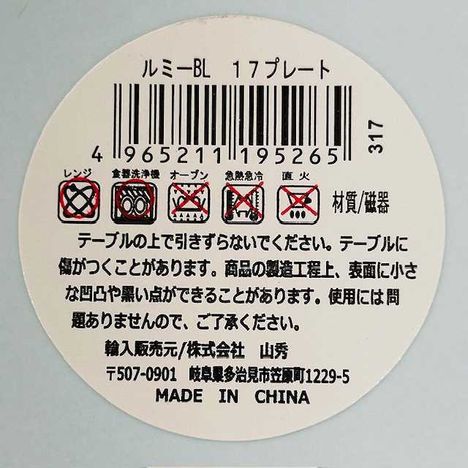 ルミーBL 17プレート
4 965211 195265
317
レンジ 食器洗浄機 オーブン 急熱急冷 直火
材質/磁器
テーブルの上で引きずらないでください。テーブルに
傷がつくことがあります。商品の製造工程上、表面に小さ
な凹凸や黒い点ができることがあります。使用には問
題ありませんので、ご了承ください。
輸入販売元/株式会社 山秀
〒507-0901 岐阜県多治見市笠原町1229-5
MADE IN CHINA